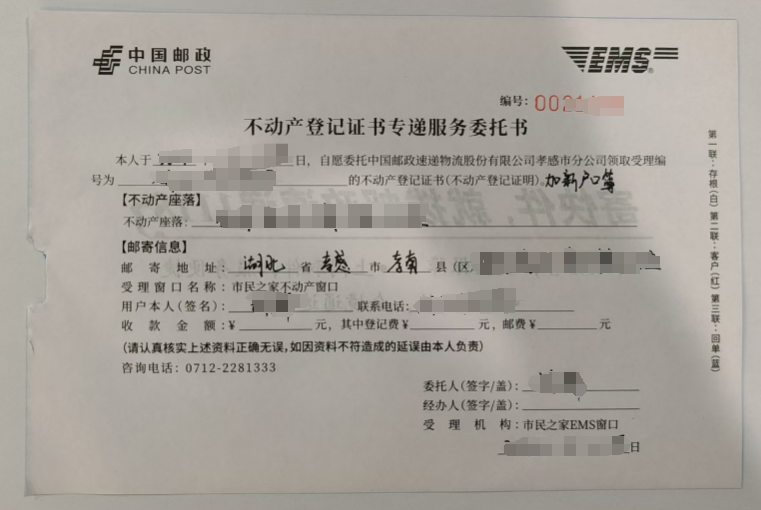 中国邮政
CHINA POST
EMS
编号：002
不动产登记证书专递服务委托书
本人于 日，自愿委托中国邮政速递物流股份有限公司孝感市分公司领取受理编
号为 的不动产登记证书(不动产登记证明)。加新户口等
【不动产座落】
不动产座落：
【邮寄信息】
邮寄地址：湖北省孝感市孝南县(区)
受理窗口名称：市民之家不动产窗口
用户本人(签名)： 联系电话：
收款金额：¥ 元，其中登记费¥ 元，邮费¥ 元
(请认真核实上述资料正确无误，如因资料不符造成的延误由本人负责)
咨询电话：0712-2281333
委托人(签字/盖)：
经办人(签字/盖)：
受理机构：市民之家EMS窗口
日
第一联：存根(白) 第二联：客户(红) 第三联：回单(蓝)